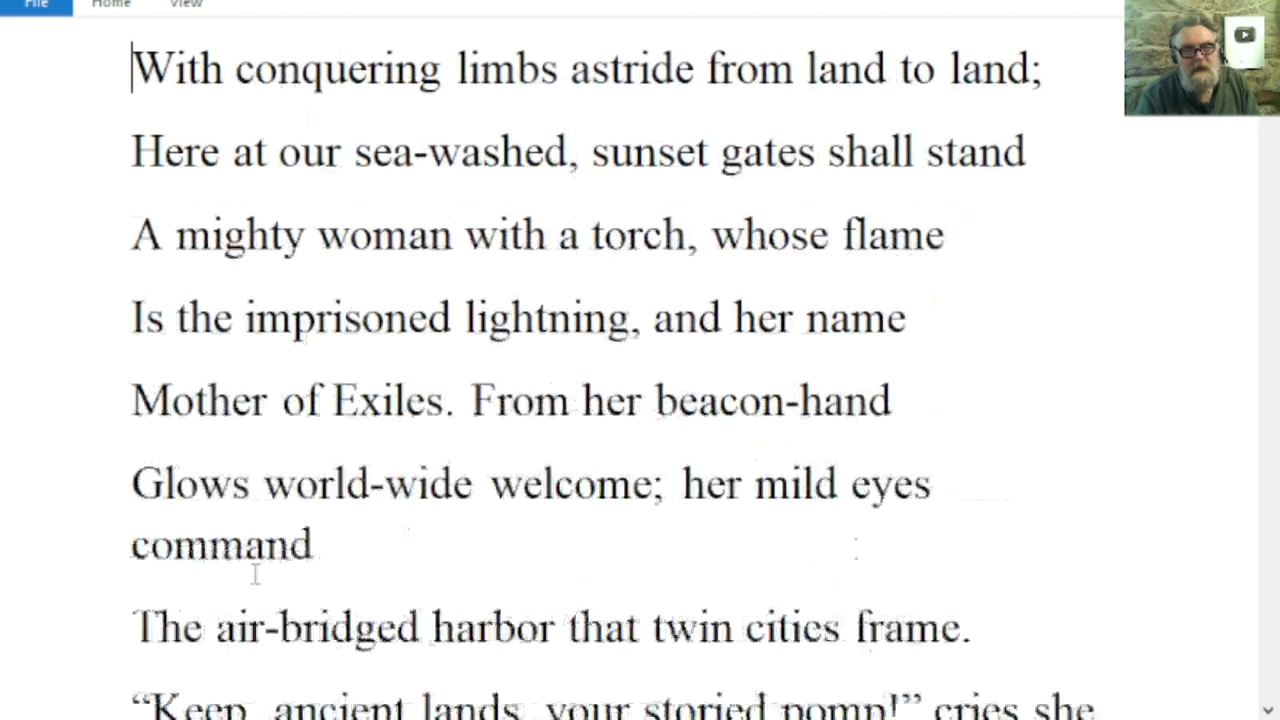 File Home View
With conquering limbs astride from land to land;
Here at our sea-washed, sunset gates shall stand
A mighty woman with a torch, whose flame
Is the imprisoned lightning, and her name
Mother of Exiles. From her beacon-hand
Glows world-wide welcome; her mild eyes
command
The air-bridged harbor that twin cities frame.
“Keep, ancient lands, your storied pomp!” cries she